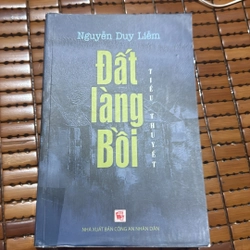 Nguyễn Duy Liễm
Đất
làng
Bồi
TIỂU THUYẾT
NHÀ XUẤT BẢN CÔNG AN NHÂN DÂN